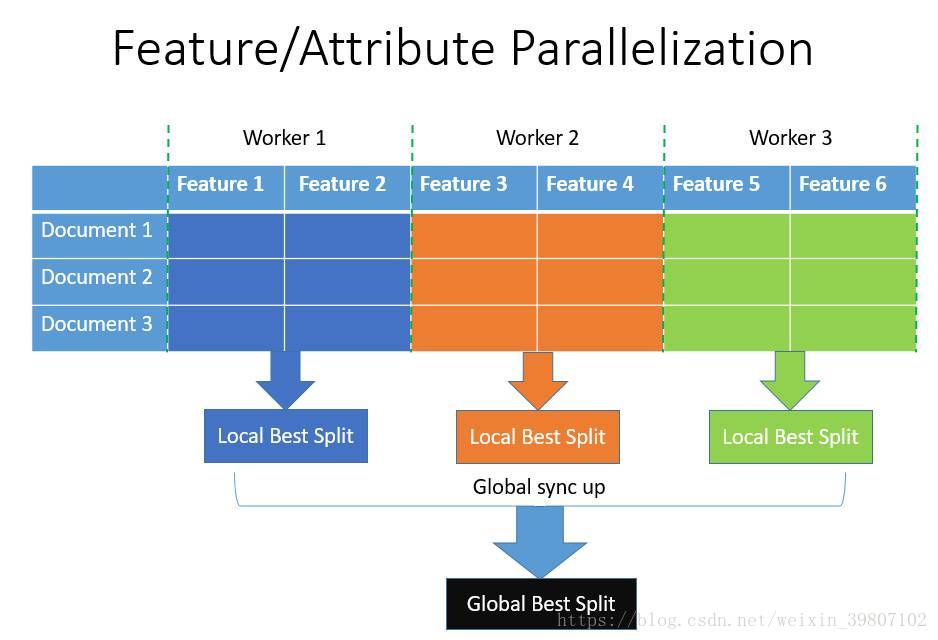 Feature/Attribute Parallelization
Worker 1 Worker 2 Worker 3
Feature 1 Feature 2 Feature 3 Feature 4 Feature 5 Feature 6
Document 1
Document 2
Document 3
Local Best Split Local Best Split Local Best Split
Global sync up
Global Best Split
https://blog.csdn.net/weixin_39807102